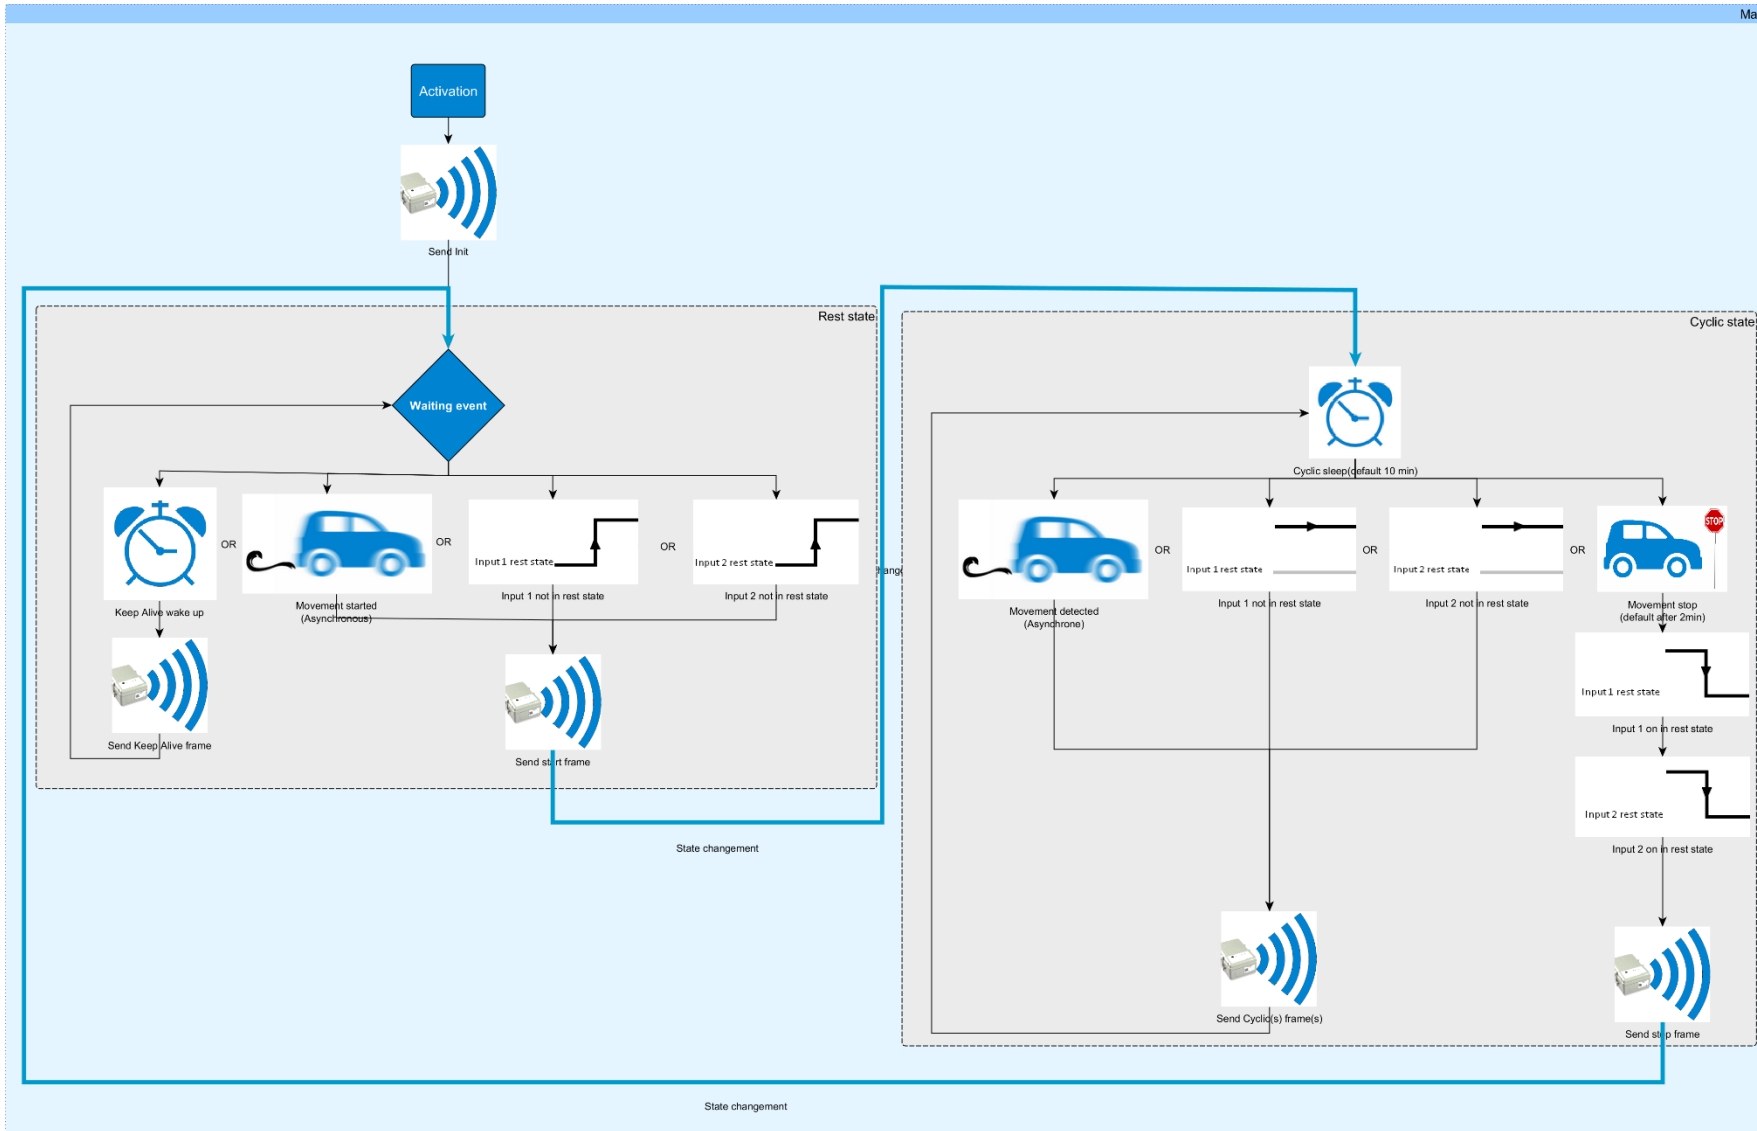 Ma
Activation
Send Init
Rest state
Cyclic state
Waiting event
Cyclic sleep(default 10 min)
OR
OR
OR
Input 1 rest state
Input 2 rest state
Keep Alive wake up
Movement started
(Asynchronous)
Input 1 not in rest state
Input 2 not in rest state
Send Keep Alive frame
Send start frame
hang
State changement
OR
OR
OR
STOP
Input 1 rest state
Input 2 rest state
Movement detected
(Asynchrone)
Input 1 not in rest state
Input 2 not in rest state
Movement stop
(default after 2min)
Input 1 rest state
Input 1 on in rest state
Input 2 rest state
Input 2 on in rest state
Send Cyclic(s) frame(s)
Send stop frame
State changement